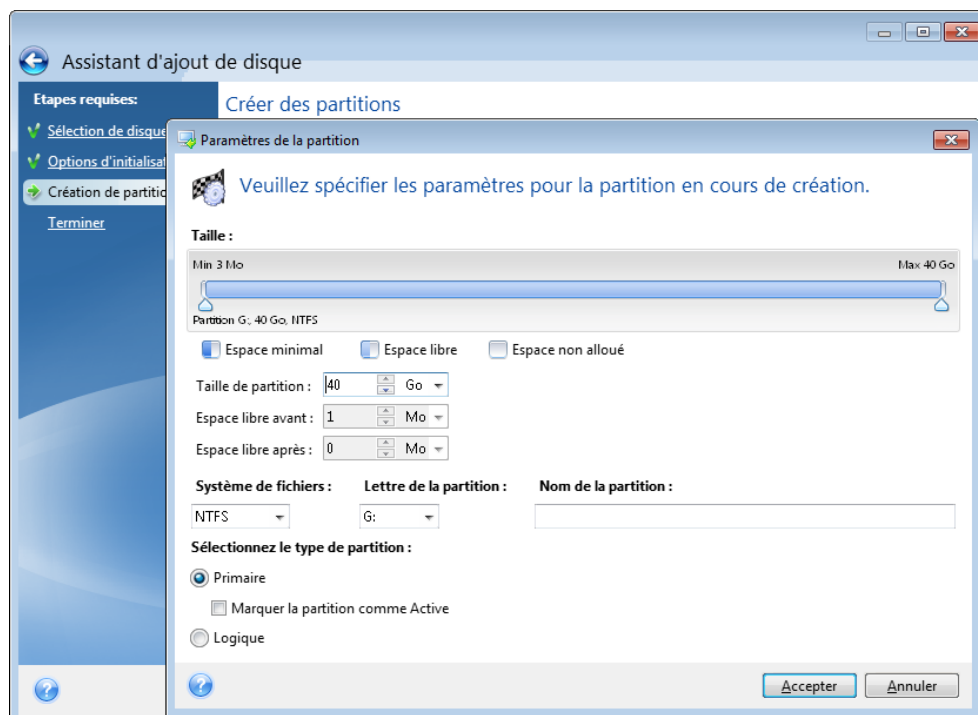 Assistant d'ajout de disque
Etapes requises:
Créer des partitions
Sélection de disque
Options d'initialisat
Création de partitio
Terminer
Paramètres de la partition
Veuillez spécifier les paramètres pour la partition en cours de création.
Taille :
Min 3 Mo Max 40 Go
Partition G:, 40 Go, NTFS
Espace minimal Espace libre Espace non alloué
Taille de partition : 40 Go
Espace libre avant : 1 Mo
Espace libre après : 0 Mo
Système de fichiers : Lettre de la partition : Nom de la partition :
NTFS G:
Sélectionnez le type de partition :
Primaire
Marquer la partition comme Active
Logique
Accepter Annuler